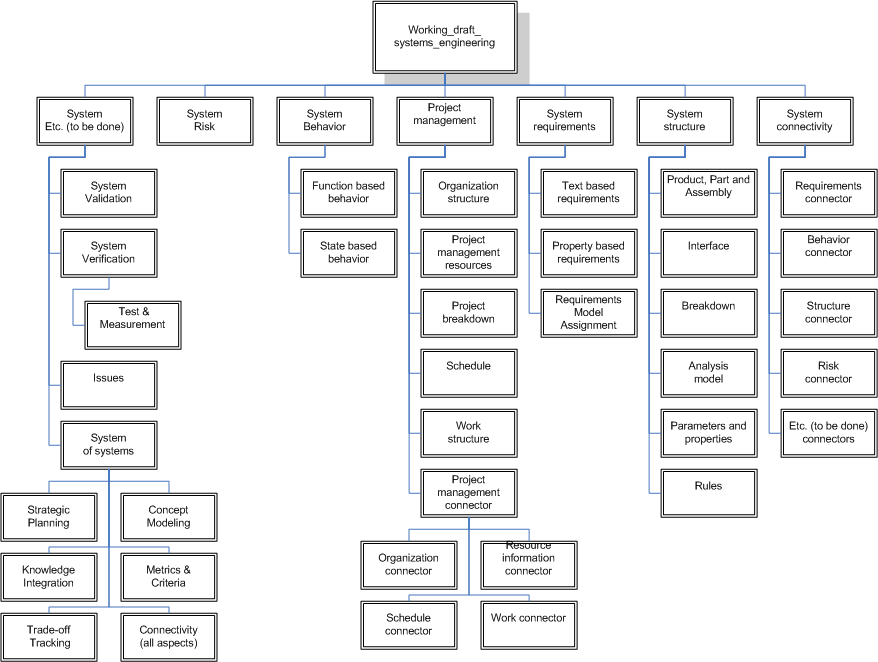 Working_draft_
systems_engineering
System
Etc. (to be done)
System
Risk
System
Behavior
Project
management
System
requirements
System
structure
System
connectivity
System
Validation
System
Verification
Test &
Measurement
Issues
System
of systems
Strategic
Planning
Concept
Modeling
Knowledge
Integration
Metrics &
Criteria
Trade-off
Tracking
Connectivity
(all aspects)
Function based
behavior
State based
behavior
Organization
structure
Project
management
resources
Project
breakdown
Schedule
Work
structure
Project
management
connector
Organization
connector
Resource
information
connector
Schedule
connector
Work connector
Text based
requirements
Property based
requirements
Requirements
Model
Assignment
Product, Part and
Assembly
Interface
Breakdown
Analysis
model
Parameters and
properties
Rules
Requirements
connector
Behavior
connector
Structure
connector
Risk
connector
Etc. (to be done)
connectors